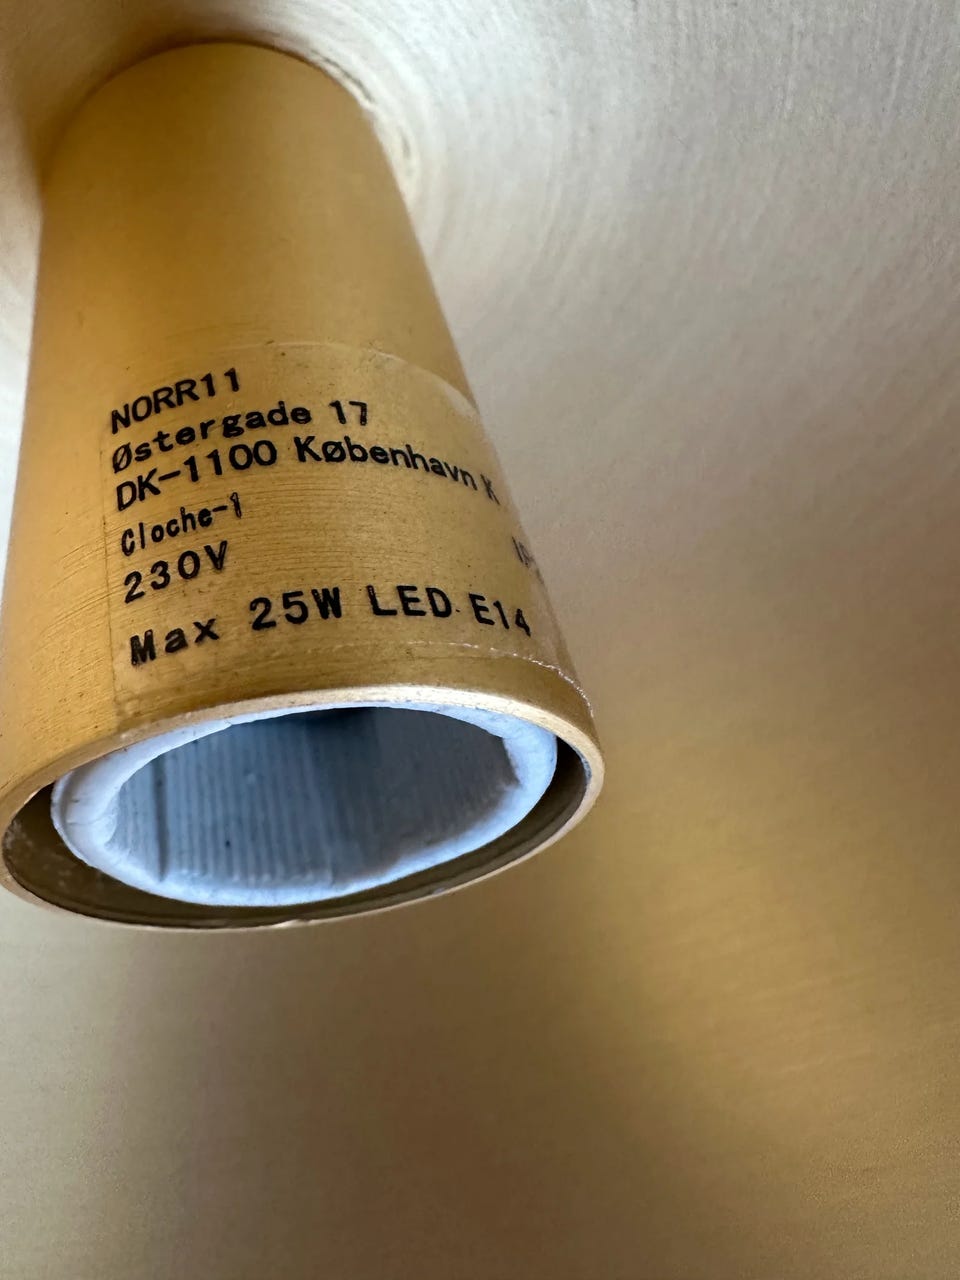 NORR11
Østergade 17
DK-1100 København K
Cloche-1
230V
Max 25W LED E14